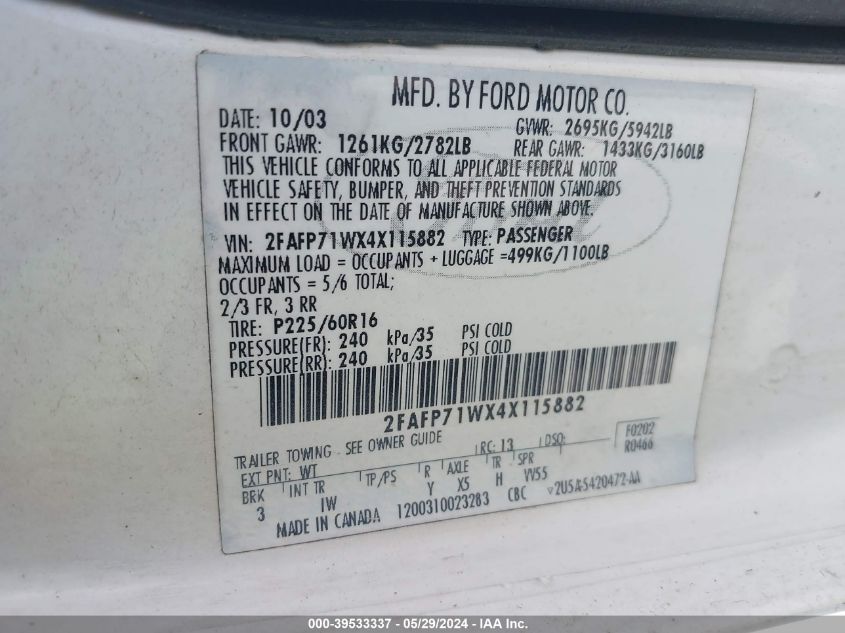 MFD. BY FORD MOTOR CO.
DATE: 10/03 GVWR: 2695KG/5942LB
FRONT GAWR: 1261KG/2782LB REAR GAWR: 1433KG/3160LB
THIS VEHICLE CONFORMS TO ALL APPLICABLE FEDERAL MOTOR
VEHICLE SAFETY, BUMPER, AND THEFT PREVENTION STANDARDS
IN EFFECT ON THE DATE OF MANUFACTURE SHOWN ABOVE.
VIN: 2FAFP71WX4X115882 TYPE: PASSENGER
MAXIMUM LOAD = OCCUPANTS + LUGGAGE =499KG/1100LB
OCCUPANTS = 5/6 TOTAL;
2/3 FR, 3 RR
TIRE: P225/60R16
PRESSURE(FR): 240 kPa/35 PSI COLD
PRESSURE(RR): 240 kPa/35 PSI COLD
2FAFP71WX4X115882
TRAILER TOWING - SEE OWNER GUIDE
EXT PNT: WT RC: 13 DSO: F0202
R0466
BRK INT TR TP/PS R AXLE TR SPR
3 IW Y X5 H VV55
MADE IN CANADA 1200310023283 CBC V2U5A-5420472-AA
000-39533337 - 05/29/2024 - IAA Inc.